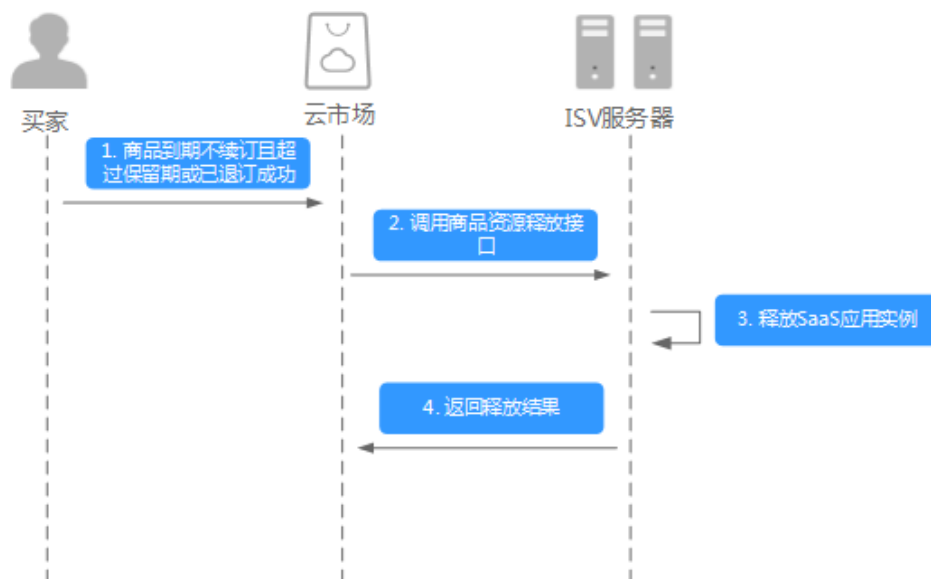 买家
云市场
ISV服务器
1. 商品到期不续订且超
过保留期或已退订成功
2. 调用商品资源释放接
口
3. 释放SaaS应用实例
4. 返回释放结果